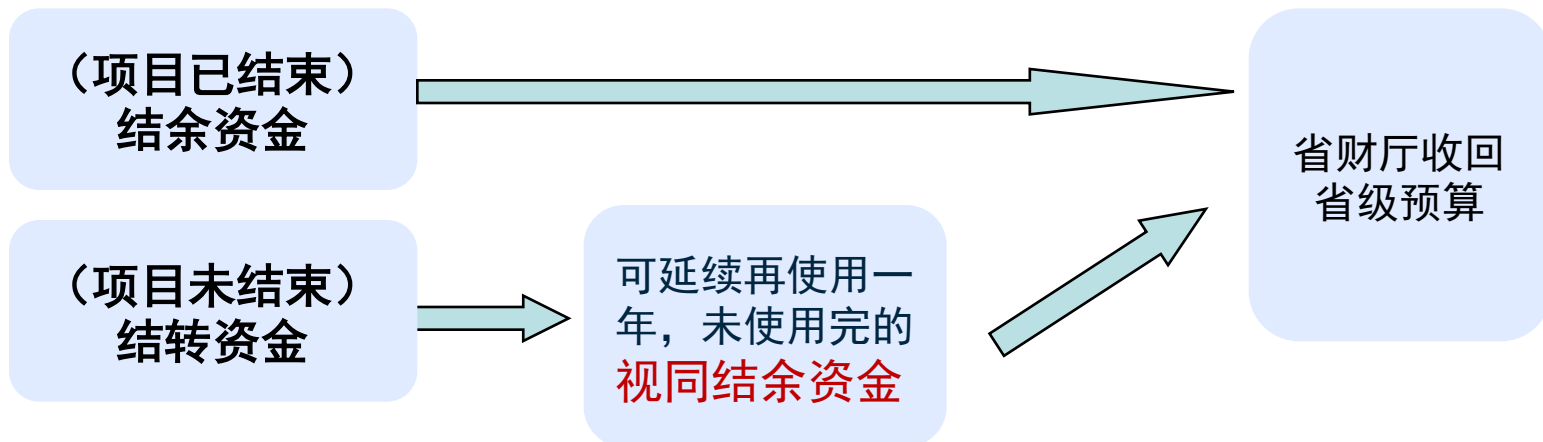 （项目已结束）
结余资金
（项目未结束）
结转资金
可延续再使用一
年，未使用完的
视同结余资金
省财厅收回
省级预算